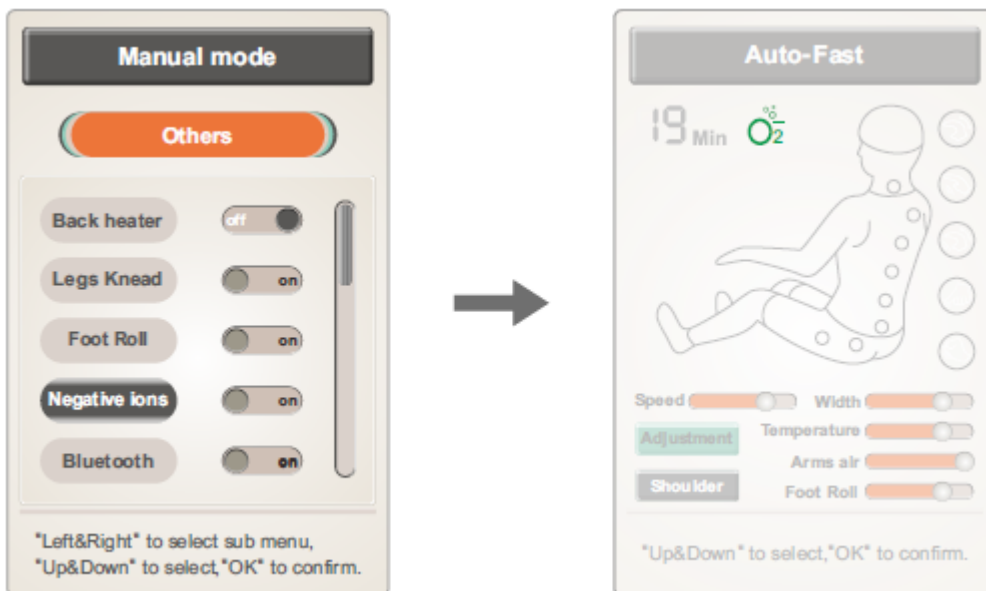 Manual mode
Others
Back heater off
Legs Knead on
Foot Roll on
Negative ions on
Bluetooth on
"Left&Right" to select sub menu,
"Up&Down" to select,"OK" to confirm.
Auto-Fast
19 Min O2
Speed Width
Adjustment Temperature
Arms air
Shoulder Foot Roll
"Up&Down" to select,"OK" to confirm.